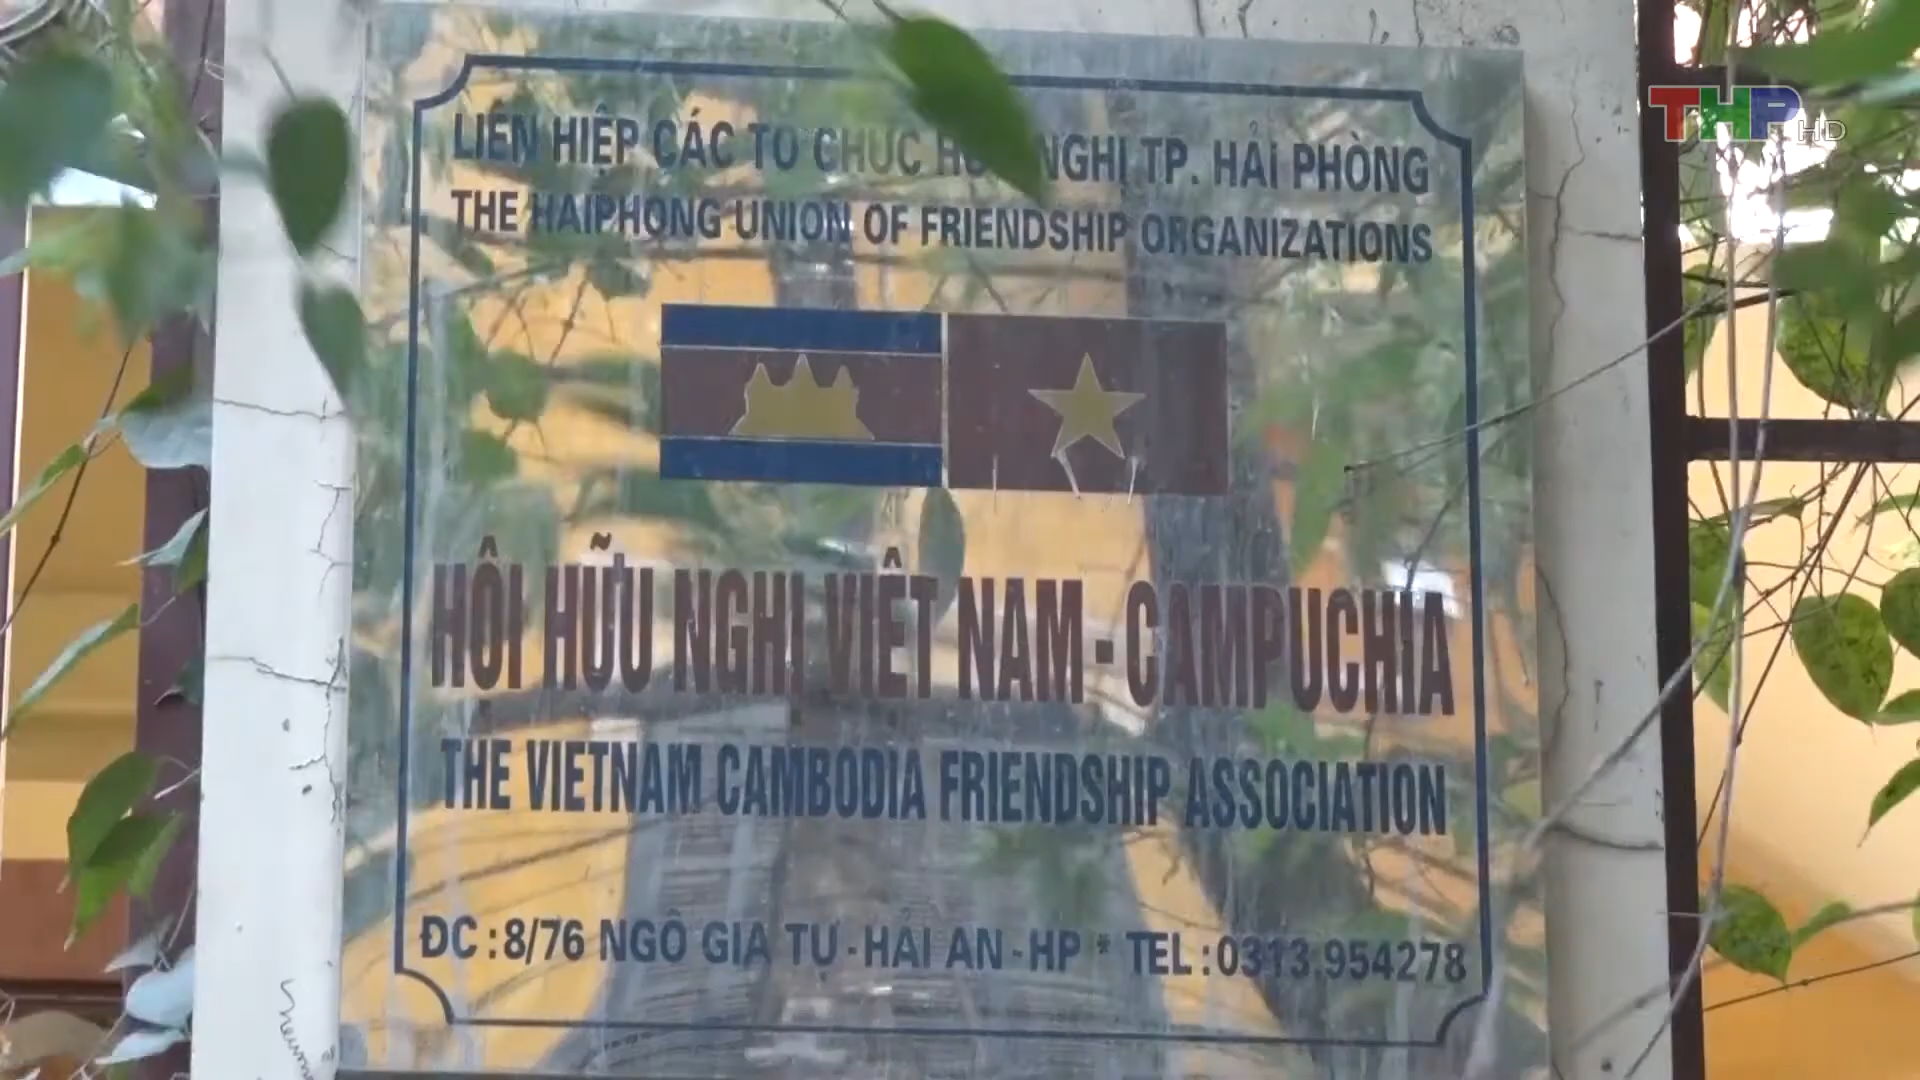 LIÊN HIỆP CÁC TỔ CHỨC HỮU NGHỊ TP. HẢI PHÒNG
THE HAIPHONG UNION OF FRIENDSHIP ORGANIZATIONS
HỘI HỮU NGHỊ VIỆT NAM - CAMPUCHIA
THE VIETNAM CAMBODIA FRIENDSHIP ASSOCIATION
ĐC : 8/76 NGÔ GIA TỰ - HẢI AN - HP * TEL : 0313.954278
THP HD